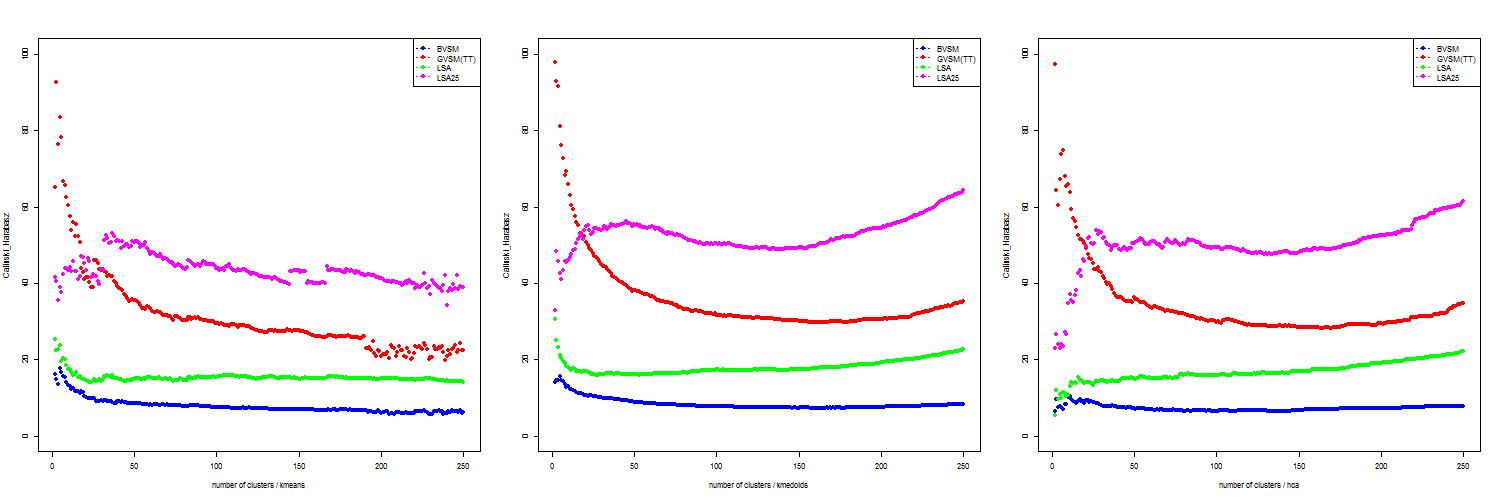 Calinski_Harabasz
100
80
60
40
20
0
0 50 100 150 200 250
number of clusters / kmeans
BVSM
GVSM(TT)
LSA
LSA25
Calinski_Harabasz
100
80
60
40
20
0
0 50 100 150 200 250
number of clusters / kmedoids
BVSM
GVSM(TT)
LSA
LSA25
Calinski_Harabasz
100
80
60
40
20
0
0 50 100 150 200 250
number of clusters / hca
BVSM
GVSM(TT)
LSA
LSA25